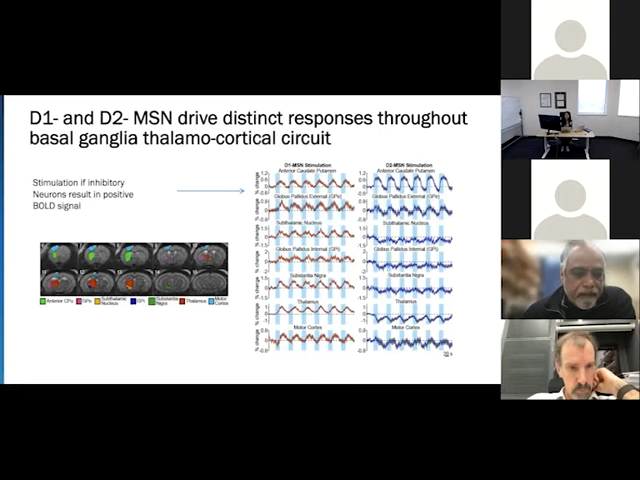 D1- and D2- MSN drive distinct responses throughout
basal ganglia thalamo-cortical circuit
Stimulation if inhibitory
Neurons result in positive
BOLD signal
D1-MSN Stimulation
Anterior Caudate Putamen
Globus Pallidus External (GPe)
Subthalamic Nucleus
Globus Pallidus Internal (GPi)
Substantia Nigra
Thalamus
Motor Cortex
% change
D2-MSN Stimulation
Anterior Caudate Putamen
Globus Pallidus External (GPe)
Subthalamic Nucleus
Globus Pallidus Internal (GPi)
Substantia Nigra
Thalamus
Motor Cortex
20 s
Anterior CPu
GPe
Subthalamic
Nucleus
GPi
Substantia
Nigra
Thalamus
Motor
Cortex